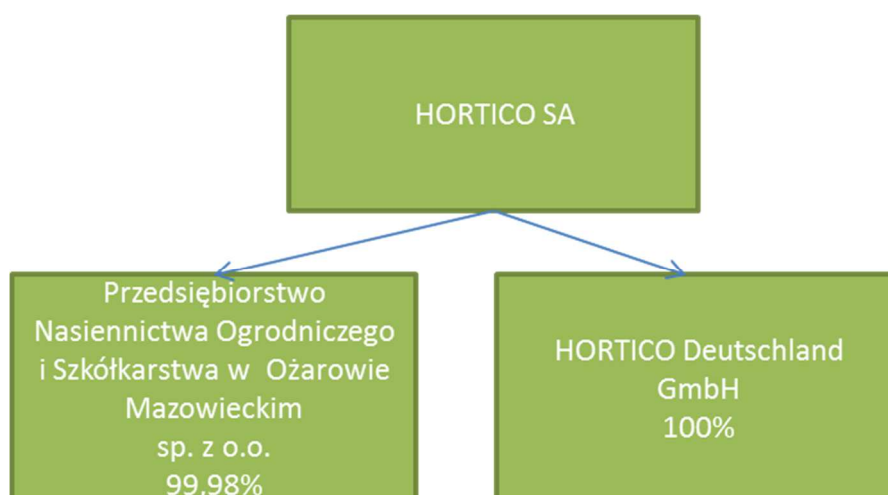 HORTICO SA
Przedsiębiorstwo
Nasiennictwa Ogrodniczego
i Szkółkarstwa w Ożarowie
Mazowieckim
sp. z o.o.
99,98%
HORTICO Deutschland
GmbH
100%